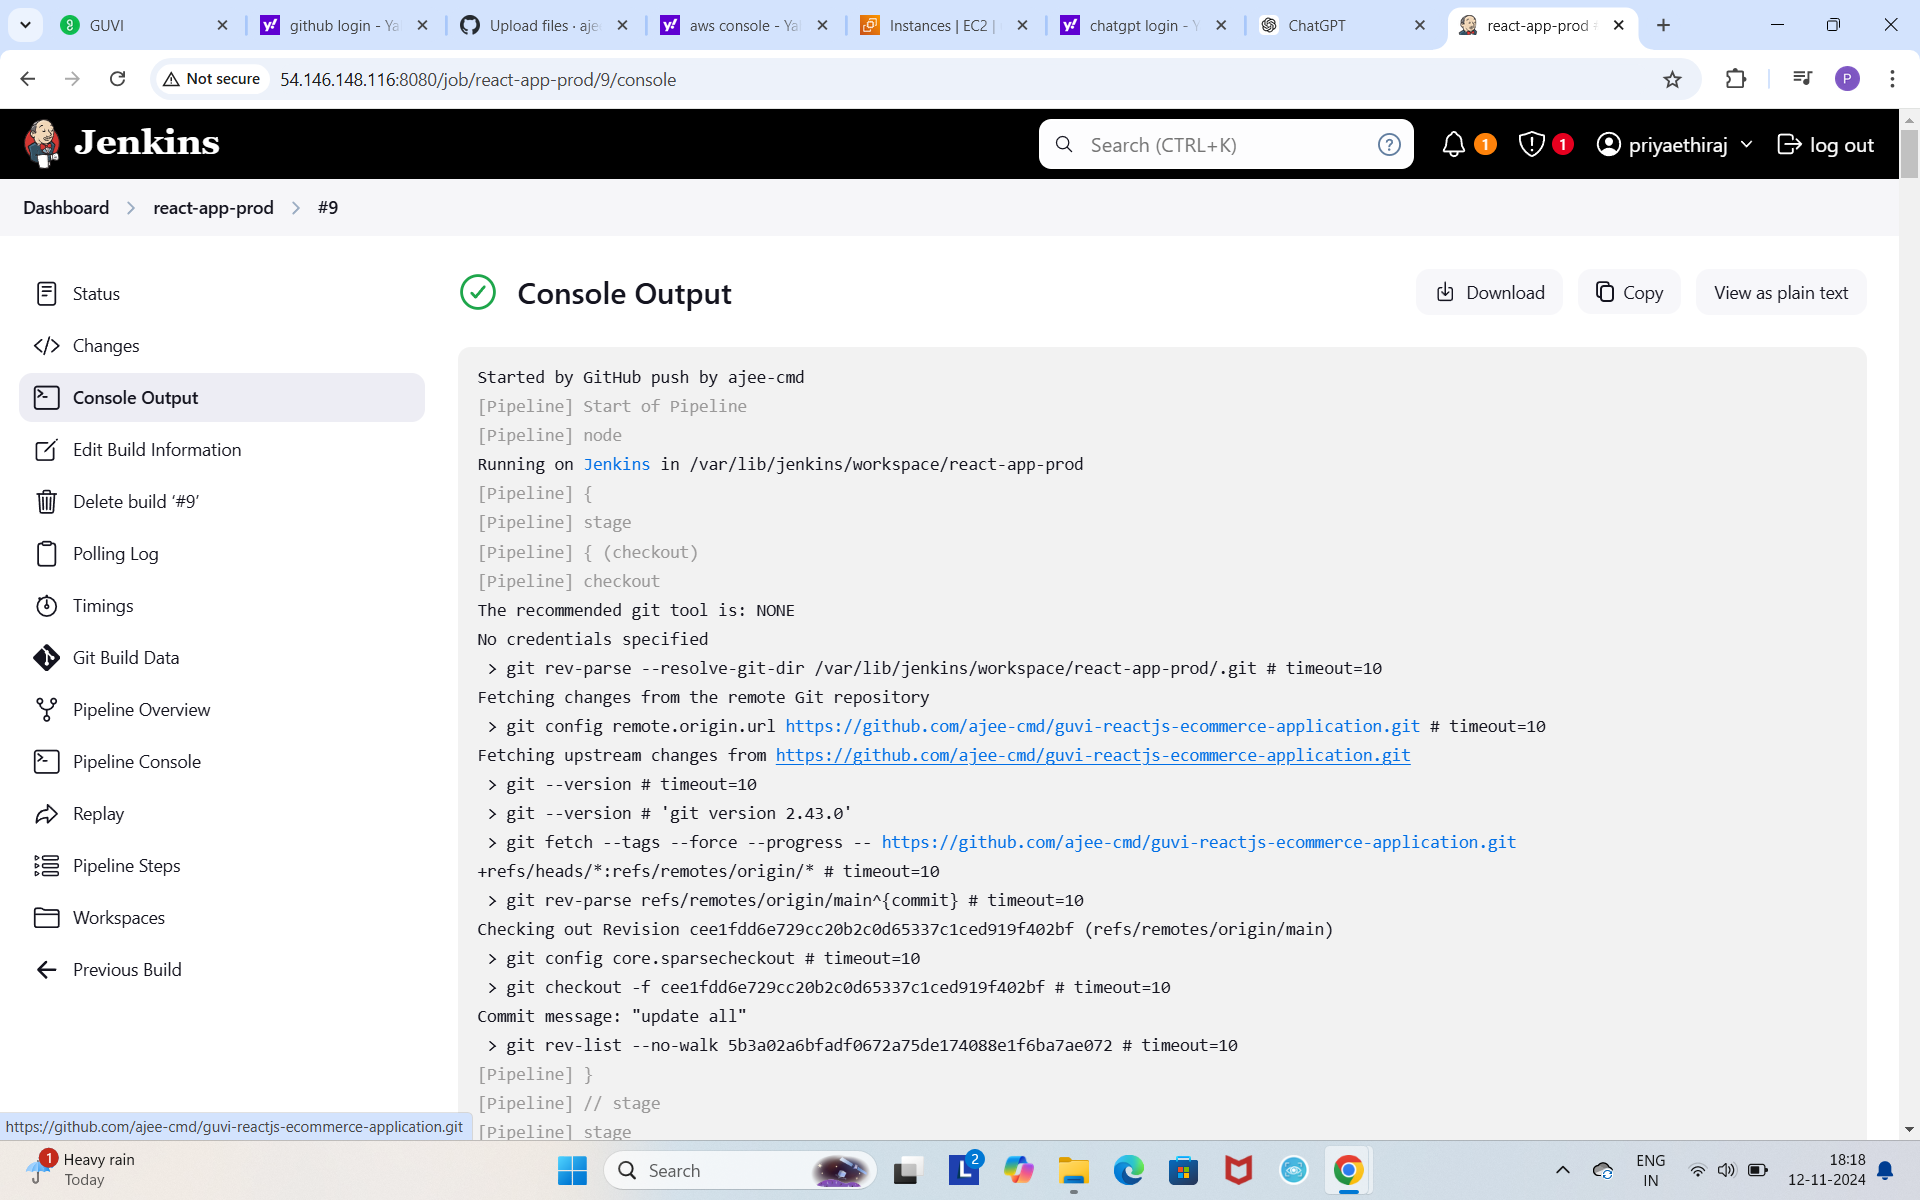 GUVI
github login - Ya
Upload files · aje
aws console - Ya
Instances | EC2 |
chatgpt login - Y
ChatGPT
react-app-prod
Not secure
54.146.148.116:8080/job/react-app-prod/9/console
P
Jenkins
Search (CTRL+K)
?
1
1
priyaethiraj
log out
Dashboard
react-app-prod
#9
Status
Changes
Console Output
Edit Build Information
Delete build ‘#9’
Polling Log
Timings
Git Build Data
Pipeline Overview
Pipeline Console
Replay
Pipeline Steps
Workspaces
Previous Build
Console Output
Download
Copy
View as plain text
Started by GitHub push by ajee-cmd
[Pipeline] Start of Pipeline
[Pipeline] node
Running on Jenkins in /var/lib/jenkins/workspace/react-app-prod
[Pipeline] {
[Pipeline] stage
[Pipeline] { (checkout)
[Pipeline] checkout
The recommended git tool is: NONE
No credentials specified
> git rev-parse --resolve-git-dir /var/lib/jenkins/workspace/react-app-prod/.git # timeout=10
Fetching changes from the remote Git repository
> git config remote.origin.url https://github.com/ajee-cmd/guvi-reactjs-ecommerce-application.git # timeout=10
Fetching upstream changes from https://github.com/ajee-cmd/guvi-reactjs-ecommerce-application.git
> git --version # timeout=10
> git --version # 'git version 2.43.0'
> git fetch --tags --force --progress -- https://github.com/ajee-cmd/guvi-reactjs-ecommerce-application.git
+refs/heads/*:refs/remotes/origin/* # timeout=10
> git rev-parse refs/remotes/origin/main^{commit} # timeout=10
Checking out Revision cee1fdd6e729cc20b2c0d65337c1ced919f402bf (refs/remotes/origin/main)
> git config core.sparsecheckout # timeout=10
> git checkout -f cee1fdd6e729cc20b2c0d65337c1ced919f402bf # timeout=10
Commit message: "update all"
> git rev-list --no-walk 5b3a02a6bfadf0672a75de174088e1f6ba7ae072 # timeout=10
[Pipeline] }
[Pipeline] // stage
[Pipeline] stage
https://github.com/ajee-cmd/guvi-reactjs-ecommerce-application.git
1
Heavy rain
Today
Search
L
2
ENG
IN
18:18
12-11-2024